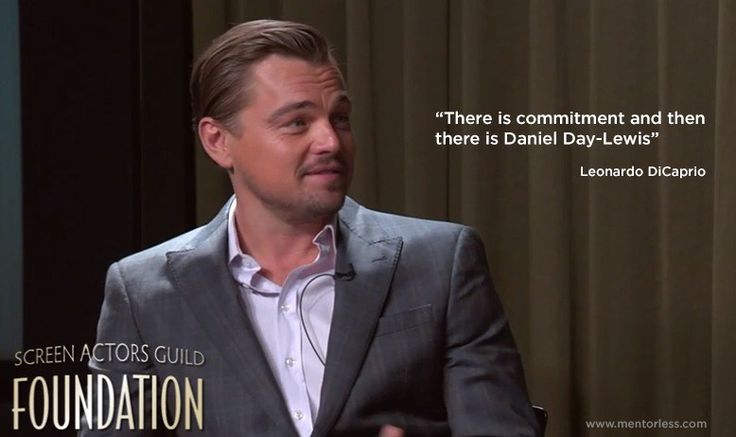 “There is commitment and then
there is Daniel Day-Lewis”
Leonardo DiCaprio
SCREEN ACTORS GUILD
FOUNDATION
www.mentorless.com